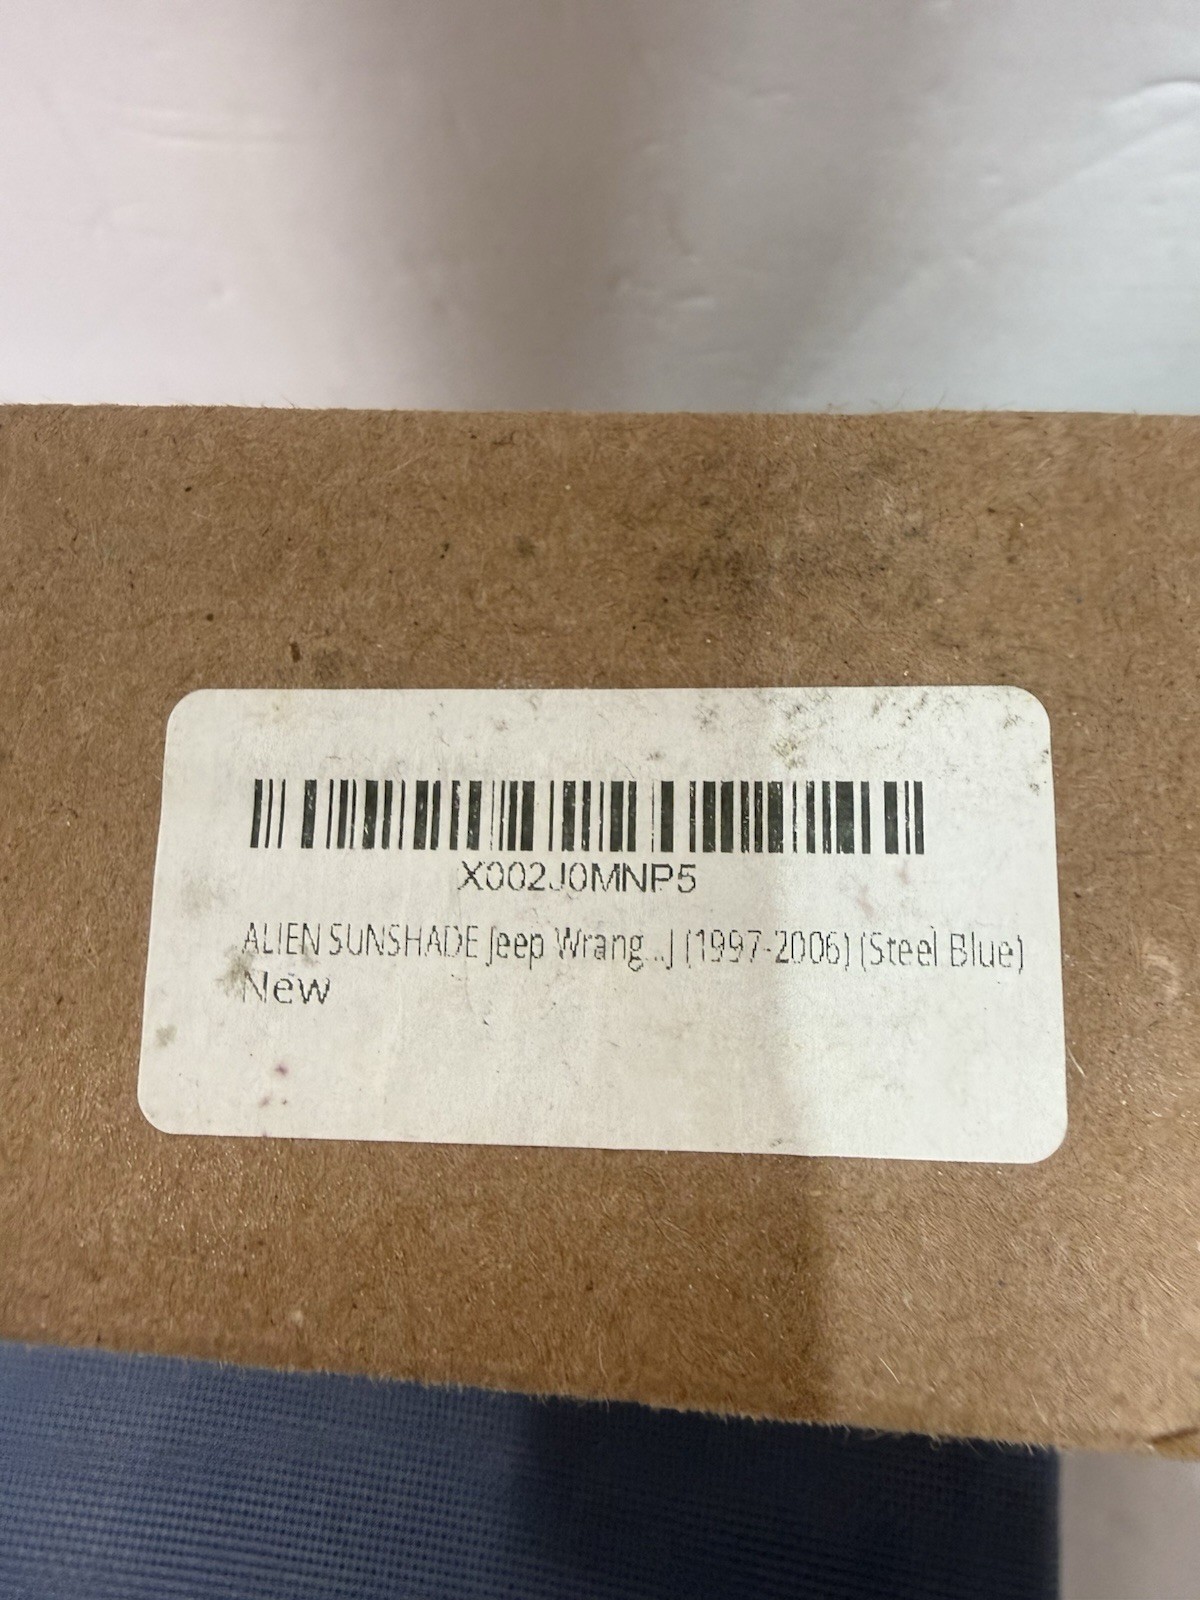 X002J0MNP5
ALIEN SUNSHADE Jeep Wrang...J (1997-2006) (Steel Blue)
New